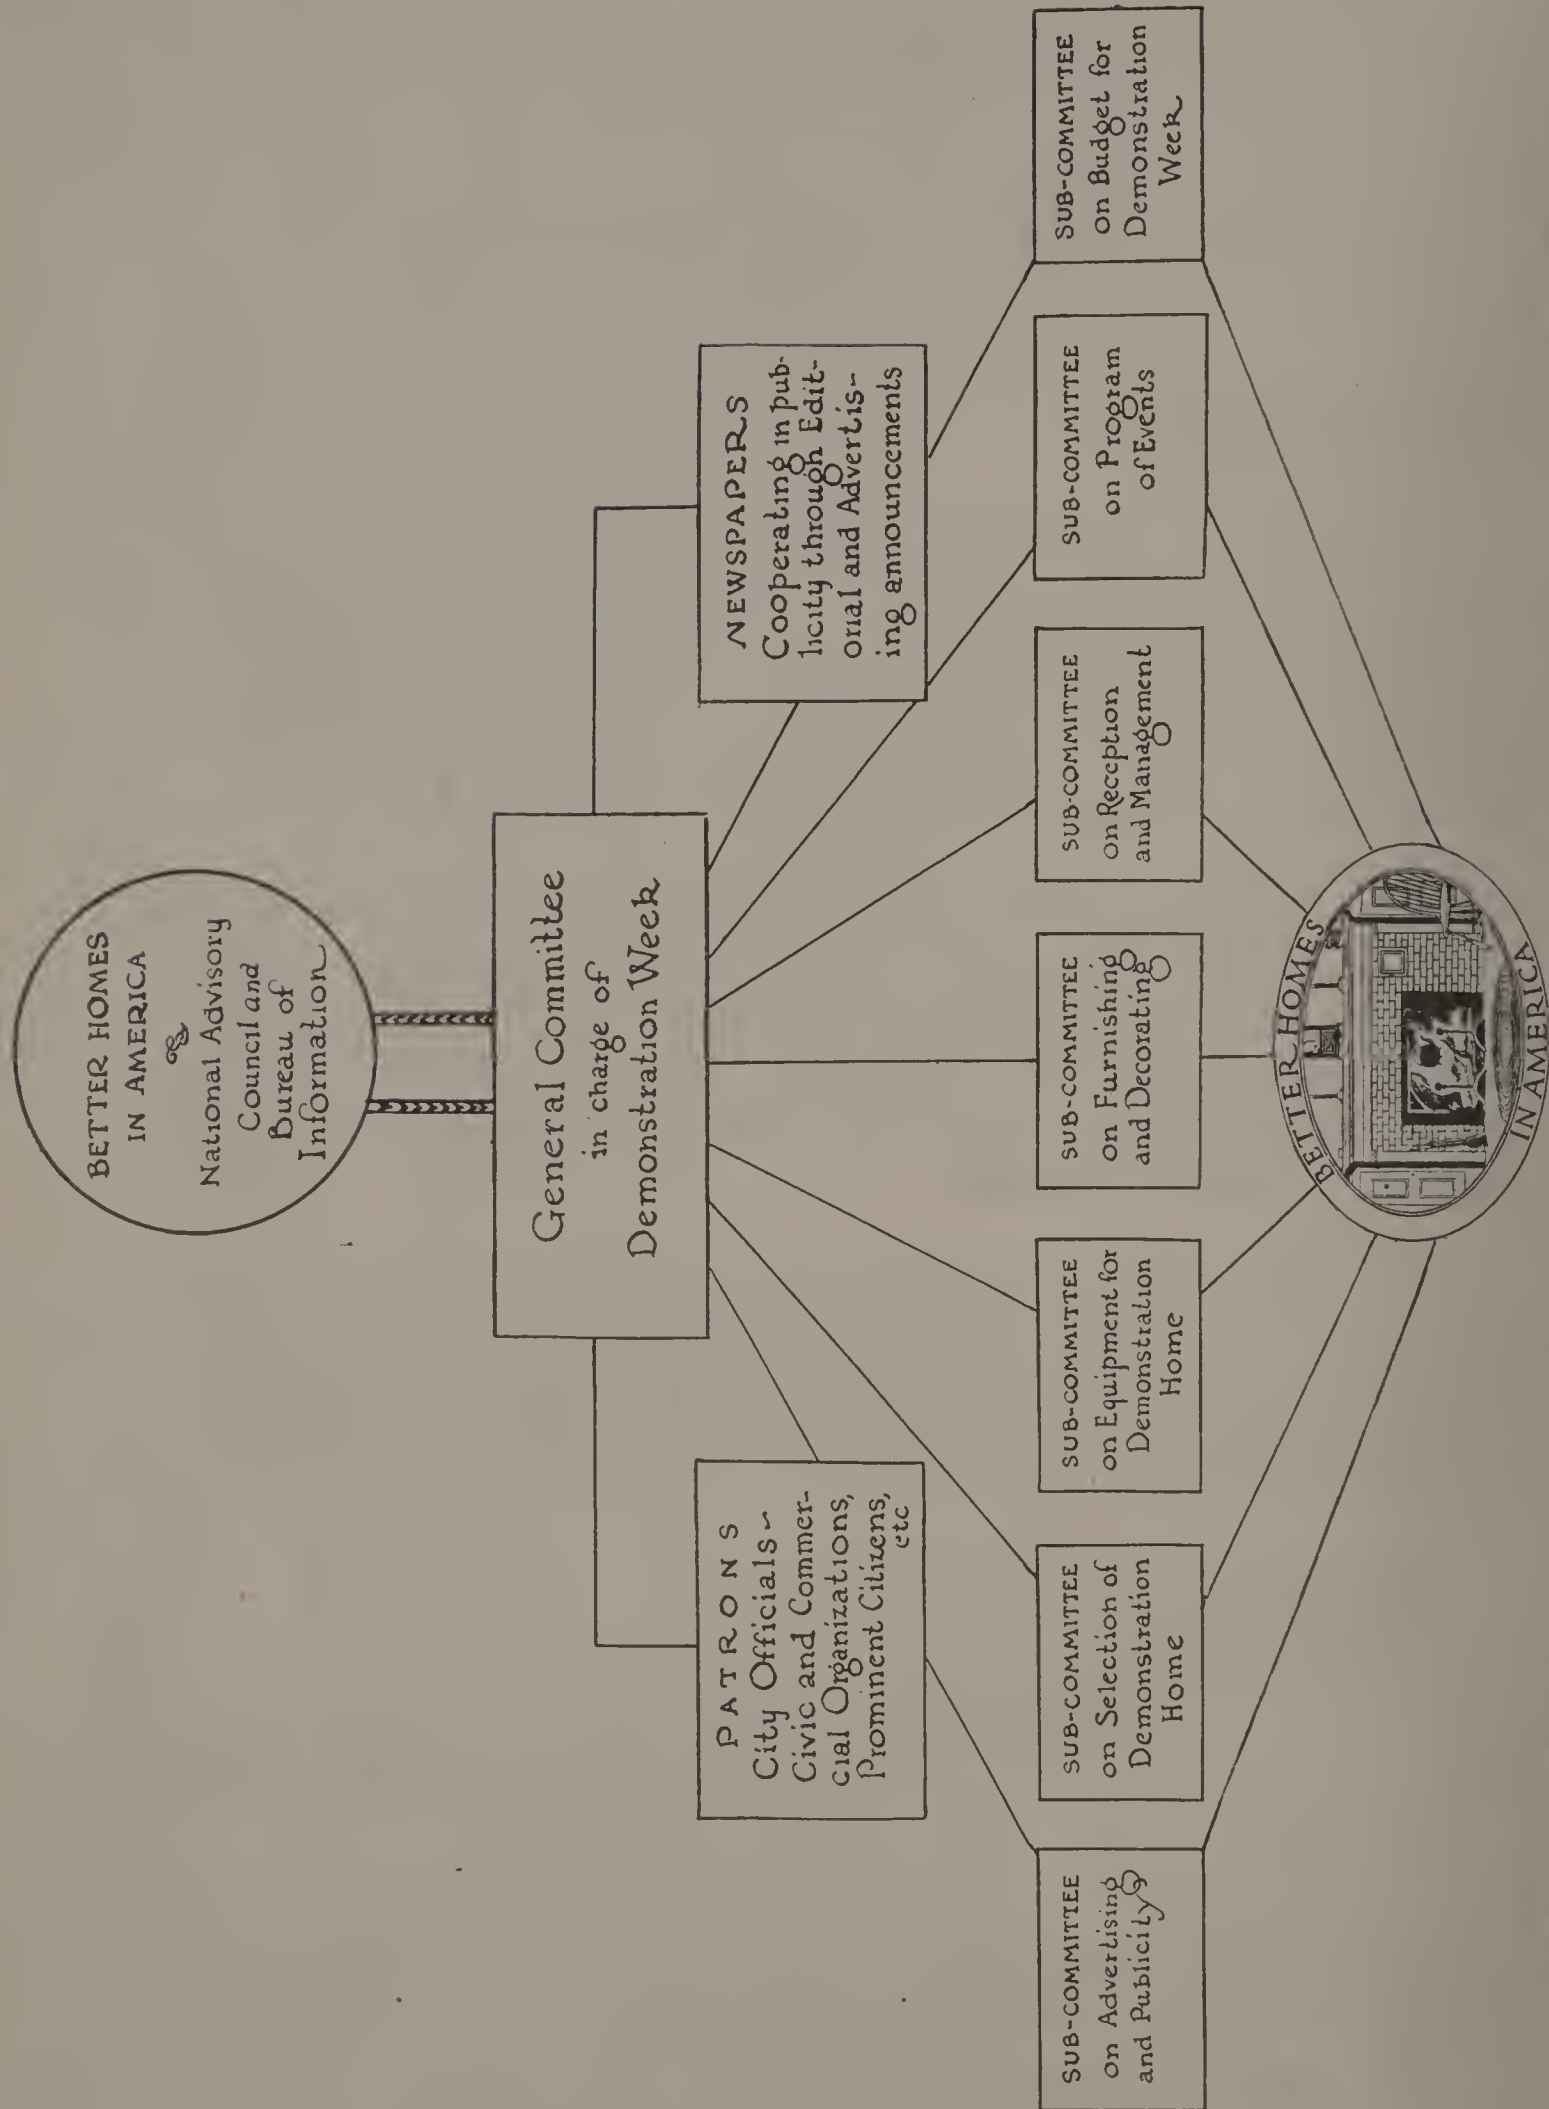 BETTER HOMES
IN AMERICA
National Advisory
Council and
Bureau of
Information
General Committee
in charge of
Demonstration Week
PATRONS
City Officials~
Civic and Commer-
cial Organizations,
Prominent Citizens,
etc
NEWSPAPERS
Cooperating in pub-
licity through Edit-
orial and Advertis-
ing announcements
SUB-COMMITTEE
on Advertising
and Publicity
SUB-COMMITTEE
on Selection of
Demonstration
Home
SUB-COMMITTEE
on Equipment for
Demonstration
Home
SUB-COMMITTEE
on Furnishing
and Decorating
SUB-COMMITTEE
on Reception
and Management
SUB-COMMITTEE
on Program
of Events
SUB-COMMITTEE
on Budget for
Demonstration
Week
BETTER HOMES
IN AMERICA